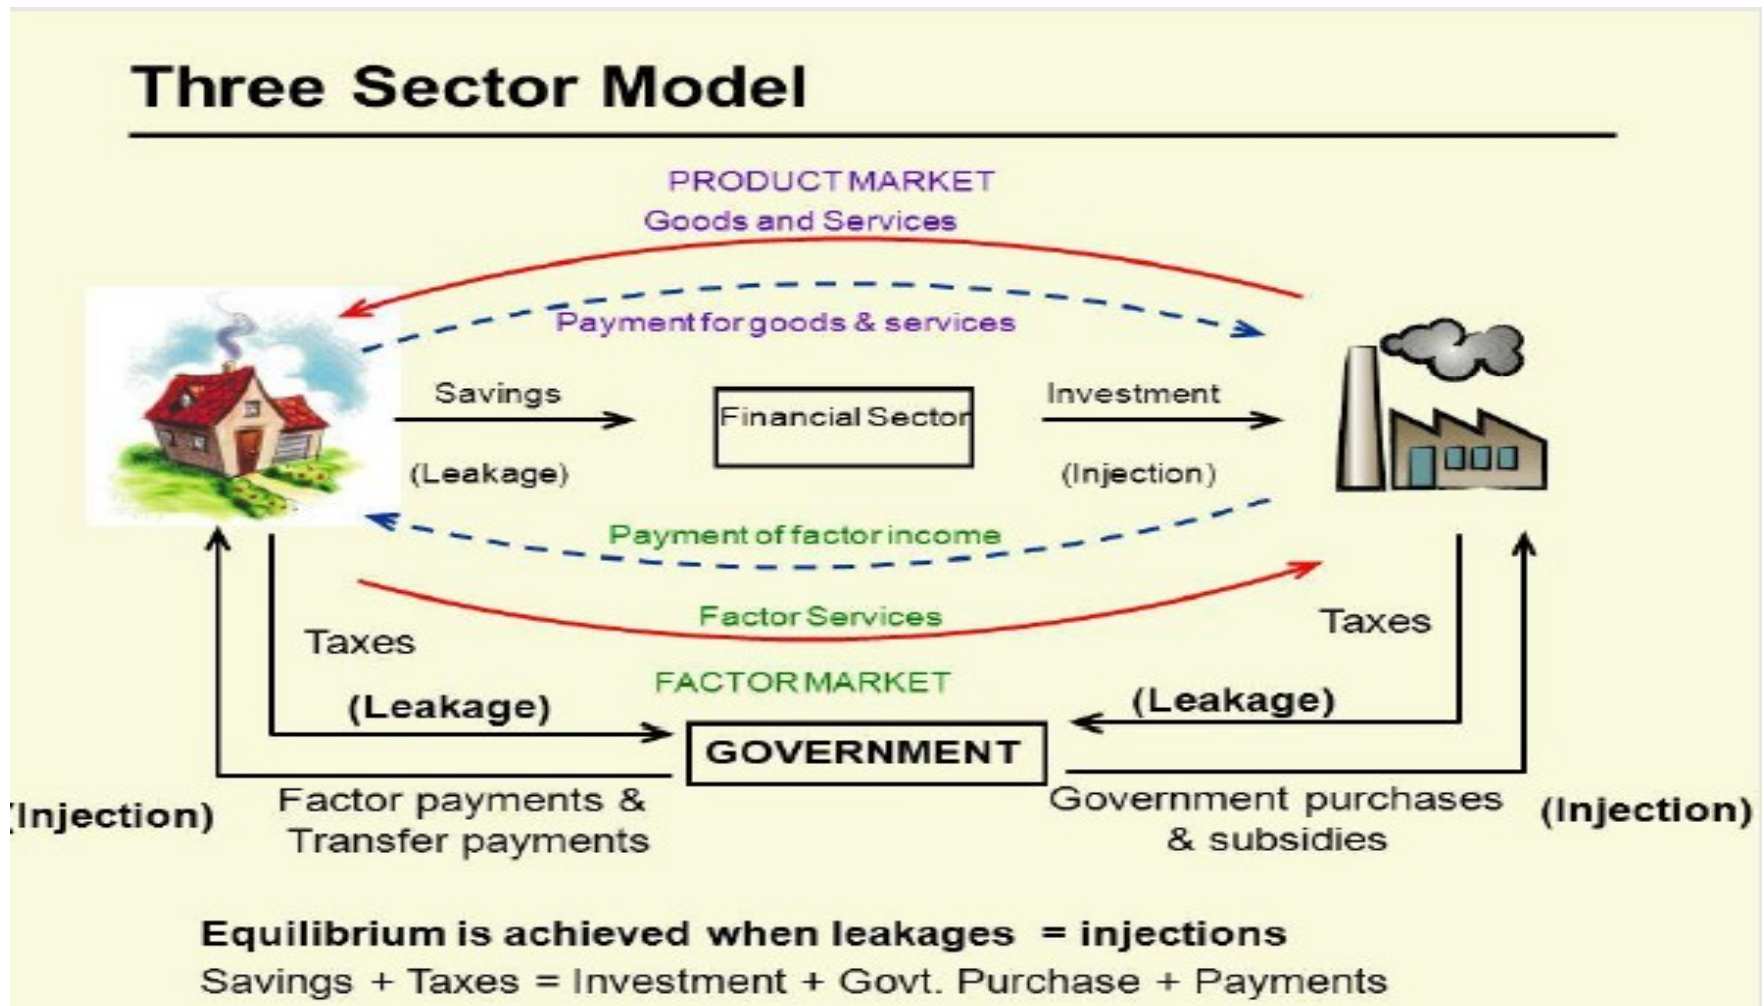 Three Sector Model
PRODUCT MARKET
Goods and Services
Payment for goods & services
Savings
(Leakage)
Financial Sector
Investment
(Injection)
Payment of factor income
Factor Services
FACTOR MARKET
Taxes
(Leakage)
Taxes
(Leakage)
GOVERNMENT
(Injection)
Factor payments &
Transfer payments
Government purchases
& subsidies
(Injection)
Equilibrium is achieved when leakages = injections
Savings + Taxes = Investment + Govt. Purchase + Payments